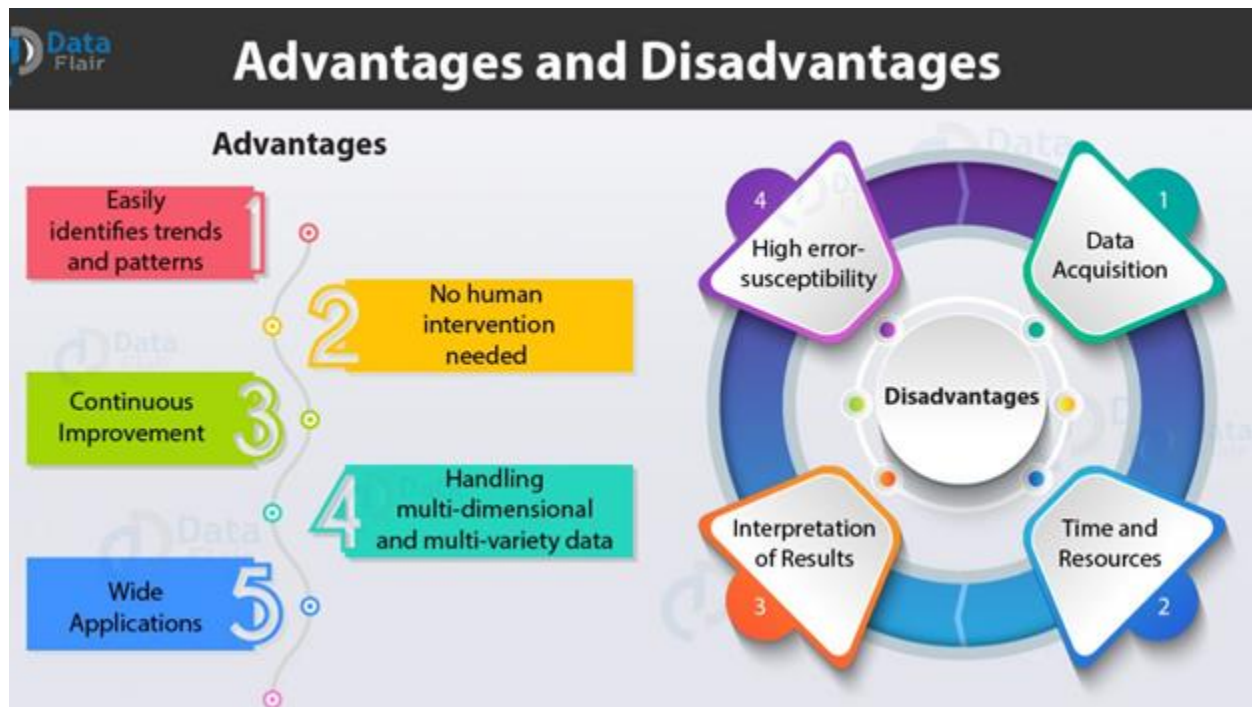 Data
Flair
Advantages and Disadvantages
Advantages
Easily
identifies trends
and patterns
1
2
No human
intervention
needed
Continuous
Improvement
3
4
Handling
multi-dimensional
and multi-variety data
Wide
Applications
5
4
High error-
susceptibility
1
Data
Acquisition
Disadvantages
Interpretation
of Results
3
Time and
Resources
2